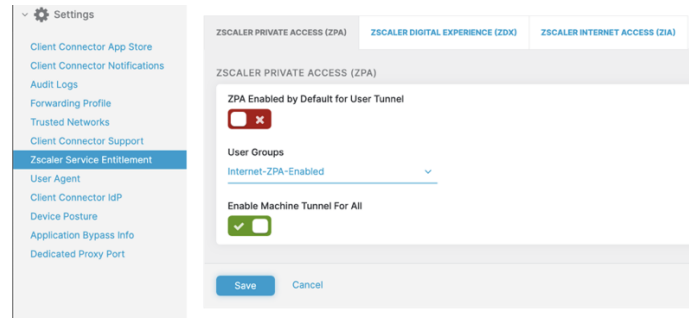 Settings
Client Connector App Store
Client Connector Notifications
Audit Logs
Forwarding Profile
Trusted Networks
Client Connector Support
Zscaler Service Entitlement
User Agent
Client Connector IdP
Device Posture
Application Bypass Info
Dedicated Proxy Port
ZSCALER PRIVATE ACCESS (ZPA) ZSCALER DIGITAL EXPERIENCE (ZDX) ZSCALER INTERNET ACCESS (ZIA)
ZSCALER PRIVATE ACCESS (ZPA)
ZPA Enabled by Default for User Tunnel
User Groups
Internet-ZPA-Enabled
Enable Machine Tunnel For All
Save Cancel